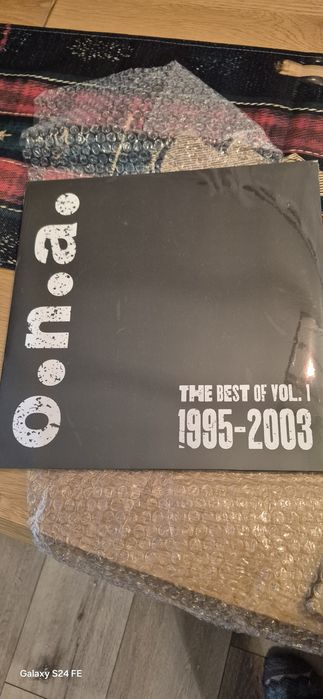 o.n.a.
THE BEST OF VOL. 1
1995-2003
Galaxy S24 FE